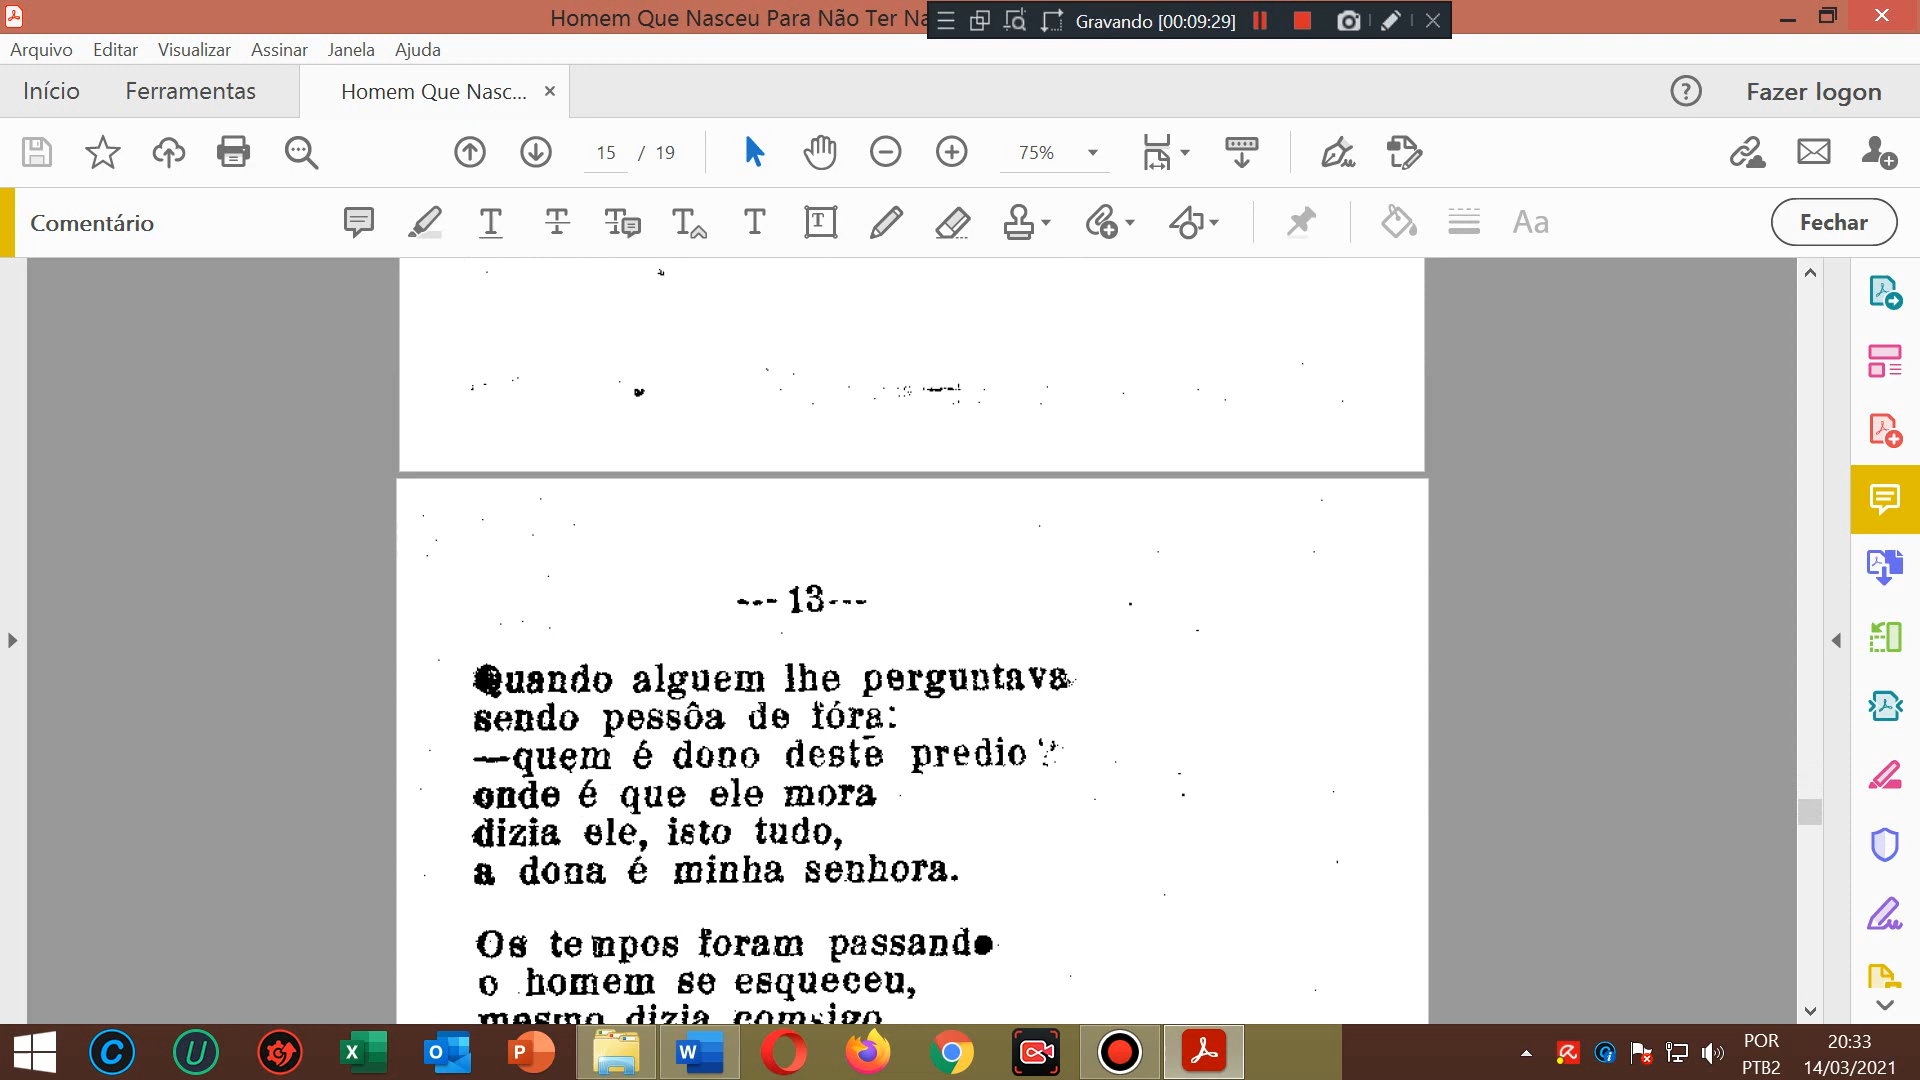 Homem Que Nasceu Para Não Ter Na
Gravando [00:09:29]
Arquivo Editar Visualizar Assinar Janela Ajuda
Início Ferramentas Homem Que Nasc... Fazer logon
15 / 19 75%
Comentário Aa Fechar
--- 13 ---
Quando alguem lhe perguntava
sendo pessôa de fóra:
—quem é dono deste predio ?
onde é que ele mora
dizia ele, isto tudo,
a dona é minha senhora.
Os tempos foram passando
o homem se esqueceu,
mesmo dizia comsigo
POR 20:33
PTB2 14/03/2021